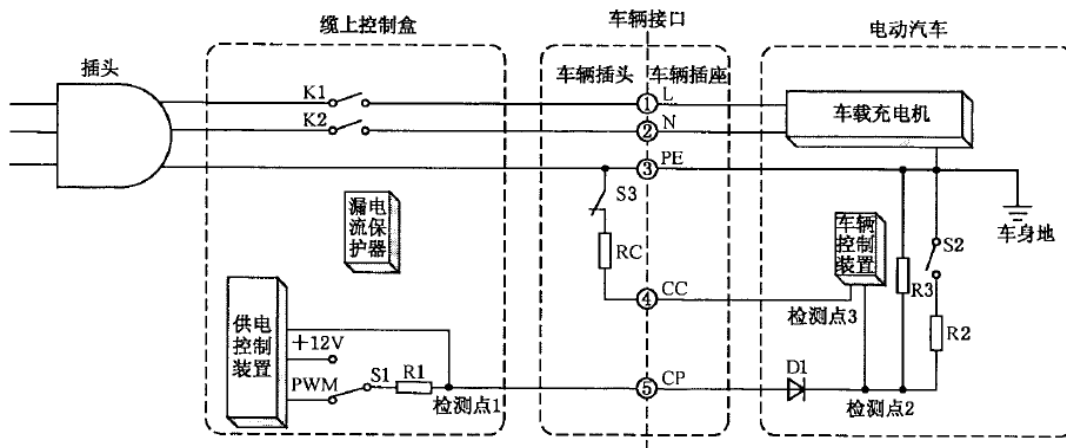 缆上控制盒
车辆接口
电动汽车
插头
车辆插头
车辆插座
K1
K2
① L
② N
③ PE
车载充电机
S3
RC
漏电
流保
护器
车辆
控制
装置
S2
车身地
R3
R2
④ CC
检测点3
供电
控制
装置
+12V
PWM
S1
R1
检测点1
⑤ CP
D1
检测点2